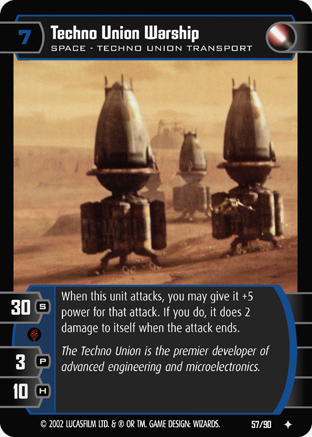 7 Techno Union Warship
SPACE - TECHNO UNION TRANSPORT
When this unit attacks, you may give it +5
power for that attack. If you do, it does 2
damage to itself when the attack ends.
The Techno Union is the premier developer of
advanced engineering and microelectronics.
30 S
3 P
10 H
© 2002 LUCASFILM LTD. & ® OR TM. GAME DESIGN: WIZARDS. 57/90